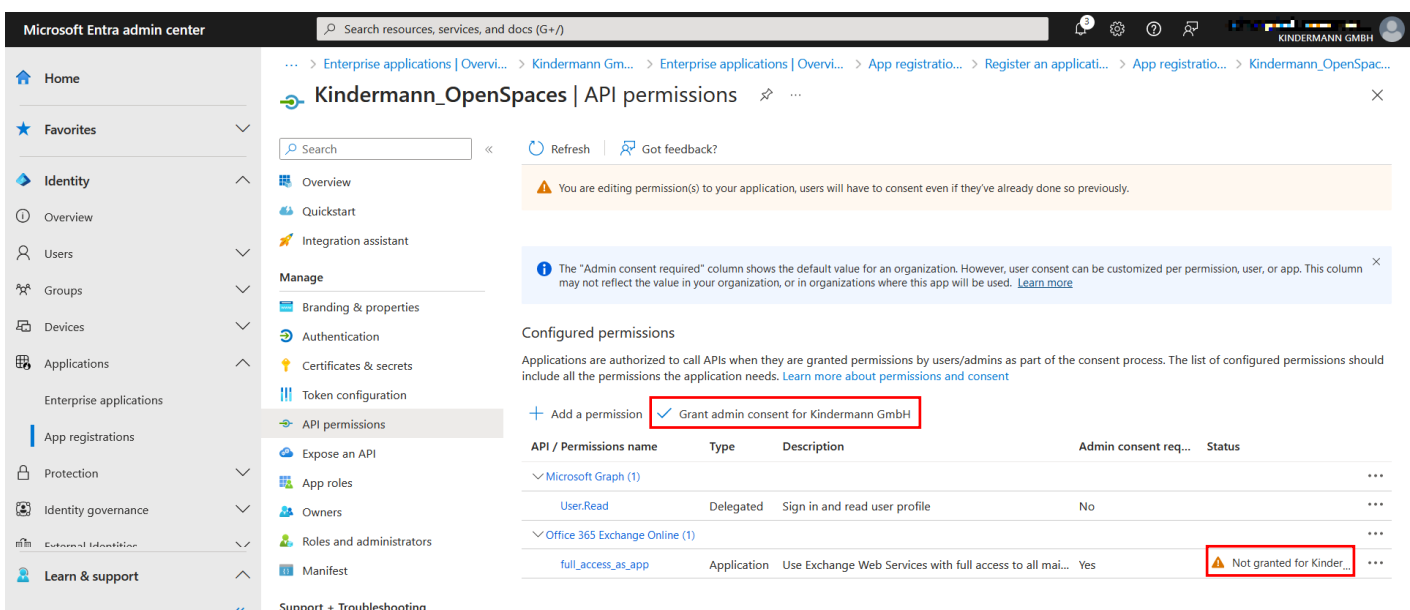 Microsoft Entra admin center
Search resources, services, and docs (G+/)
3
KINDERMANN GMBH
Home
Favorites
Identity
Overview
Users
Groups
Devices
Applications
Enterprise applications
App registrations
Protection
Identity governance
External Identities
Learn & support
··· > Enterprise applications | Overvi... > Kindermann Gm... > Enterprise applications | Overvi... > App registratio... > Register an applicati... > App registratio... > Kindermann_OpenSpac...
Kindermann_OpenSpaces | API permissions ···
Search
Overview
Quickstart
Integration assistant
Manage
Branding & properties
Authentication
Certificates & secrets
Token configuration
API permissions
Expose an API
App roles
Owners
Roles and administrators
Manifest
Support + Troubleshooting
Refresh | Got feedback?
You are editing permission(s) to your application, users will have to consent even if they've already done so previously.
The "Admin consent required" column shows the default value for an organization. However, user consent can be customized per permission, user, or app. This column
may not reflect the value in your organization, or in organizations where this app will be used. Learn more
Configured permissions
Applications are authorized to call APIs when they are granted permissions by users/admins as part of the consent process. The list of configured permissions should
include all the permissions the application needs. Learn more about permissions and consent
Add a permission Grant admin consent for Kindermann GmbH
API / Permissions name Type Description Admin consent req... Status
Microsoft Graph (1) ···
User.Read Delegated Sign in and read user profile No ···
Office 365 Exchange Online (1) ···
full_access_as_app Application Use Exchange Web Services with full access to all mai... Yes Not granted for Kinder... ···